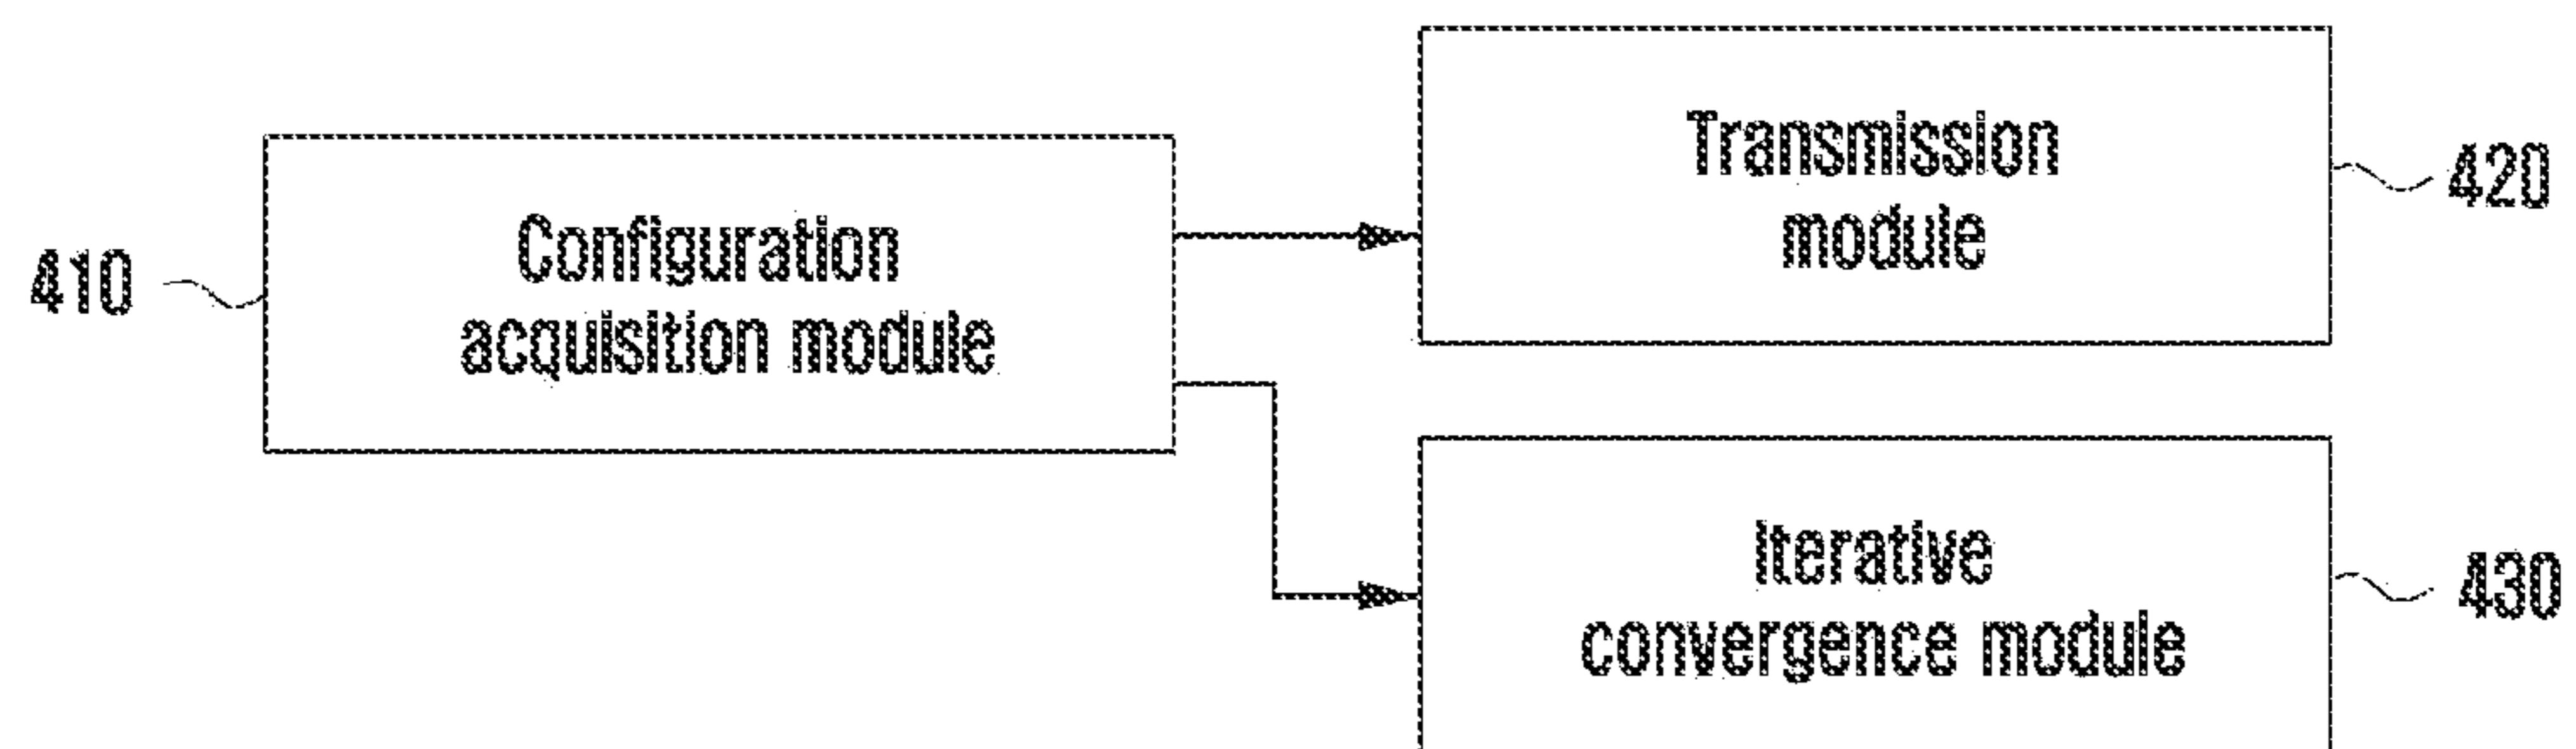 410
Configuration
acquisition module
Transmission
module
420
Iterative
convergence module
430